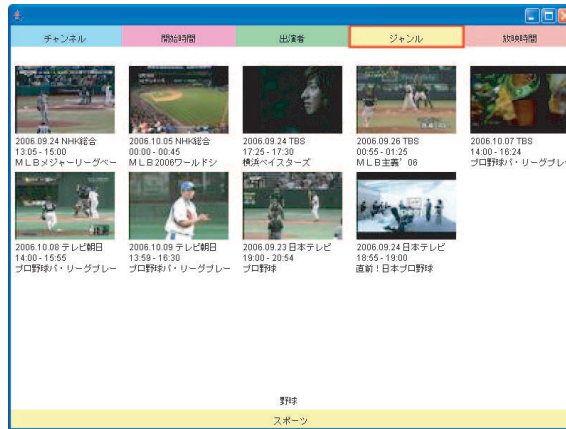 チャンネル 開始時間 出演者 ジャンル 放映時間
2006.09.24 NHK総合
13:05 - 15:00
ＭＬＢメジャーリーグベー
2006.10.05 NHK総合
00:00 - 00:45
ＭＬＢ2006ワールドシ
2006.09.24 TBS
17:25 - 17:30
横浜ベイスターズ
2006.09.26 TBS
00:55 - 01:25
ＭＬＢ主義’06
2006.10.07 TBS
14:00 - 16:24
プロ野球パ・リーグプレー
2006.10.08 テレビ朝日
14:00 - 15:55
プロ野球パ・リーグプレー
2006.10.09 テレビ朝日
13:59 - 16:30
プロ野球パ・リーグプレー
2006.09.23 日本テレビ
19:00 - 20:54
プロ野球
2006.09.24 日本テレビ
18:55 - 19:00
直前！日本プロ野球
野球
スポーツ